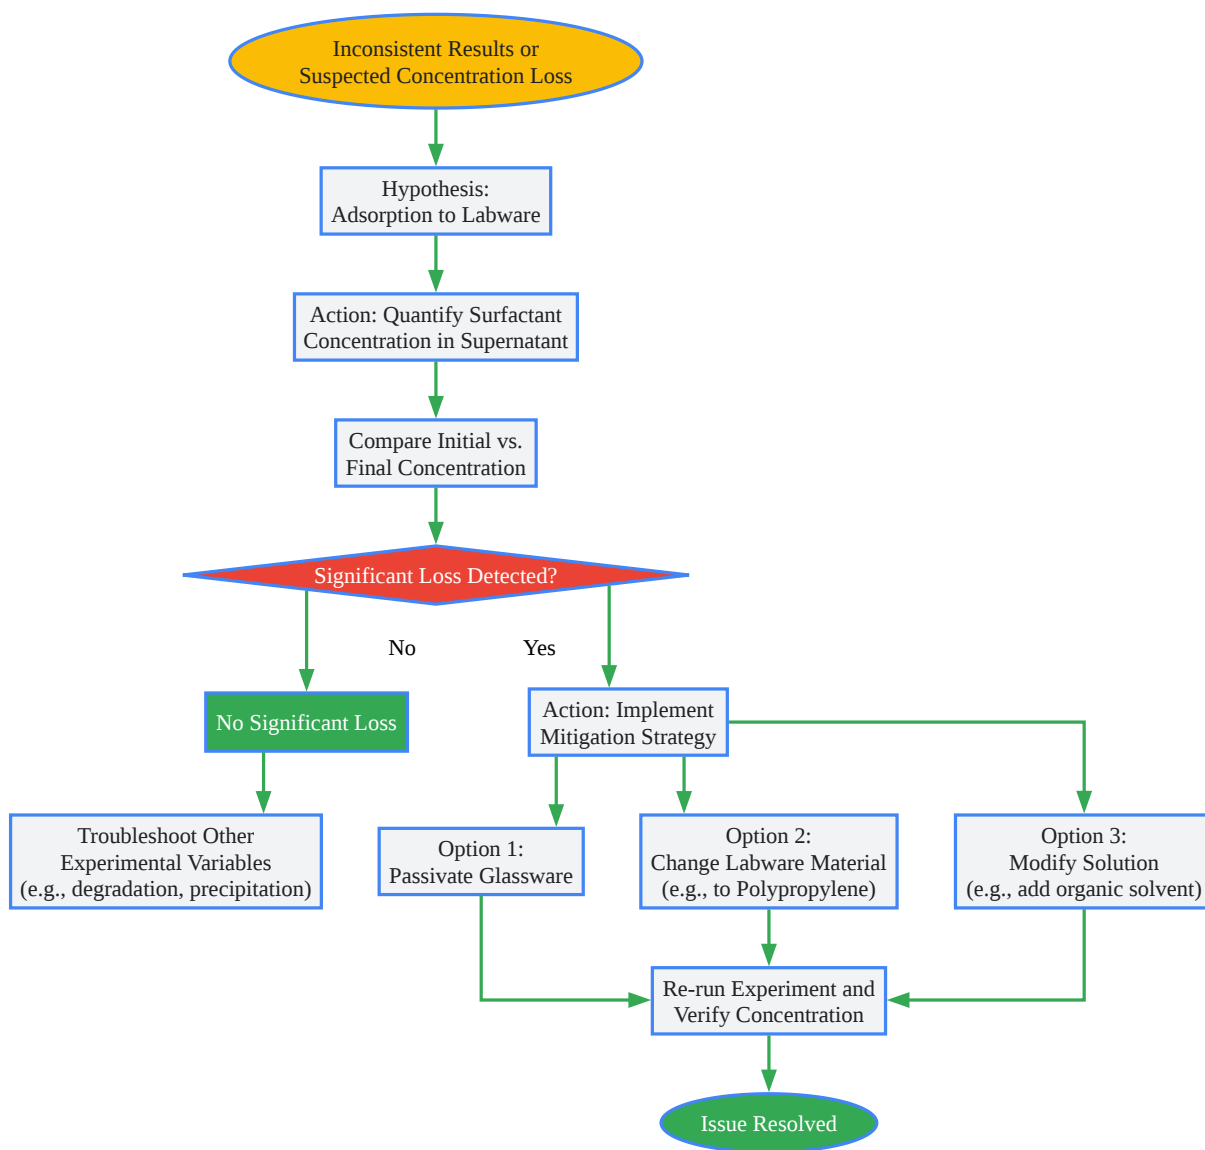 Inconsistent Results or
Suspected Concentration Loss
Hypothesis:
Adsorption to Labware
Action: Quantify Surfactant
Concentration in Supernatant
Compare Initial vs.
Final Concentration
Significant Loss Detected?
No
Yes
No Significant Loss
Action: Implement
Mitigation Strategy
Troubleshoot Other
Experimental Variables
(e.g., degradation, precipitation)
Option 1:
Passivate Glassware
Option 2:
Change Labware Material
(e.g., to Polypropylene)
Option 3:
Modify Solution
(e.g., add organic solvent)
Re-run Experiment and
Verify Concentration
Issue Resolved